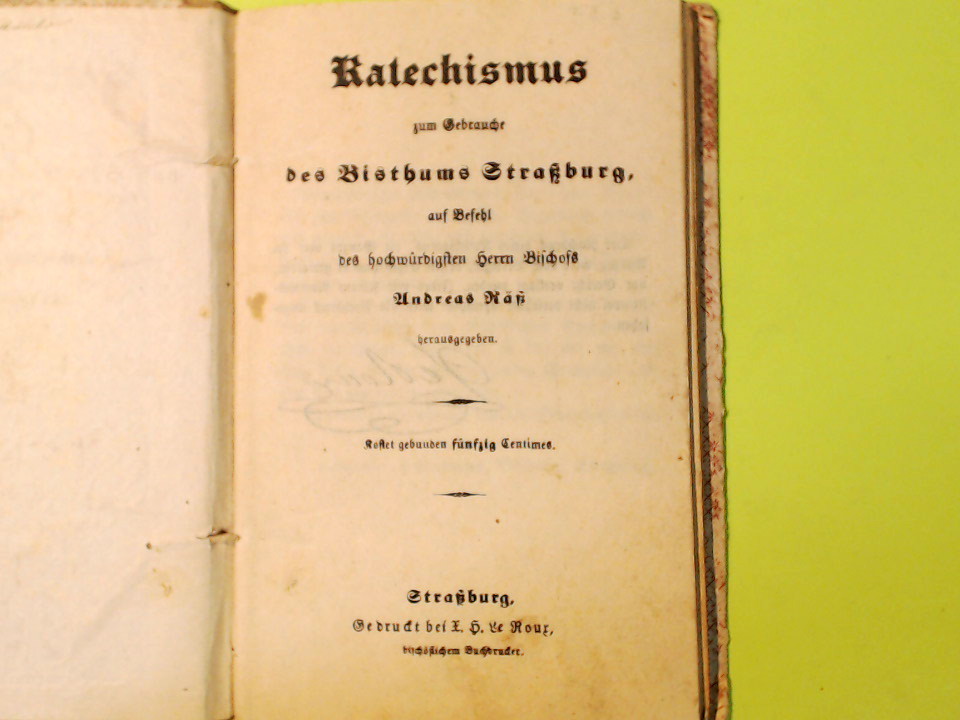 Katechismus
zum Gebrauche
des Bisthums Straßburg,
auf Befehl
des hochwürdigsten Herrn Bischofs
Andreas Räß
herausgegeben.
Kostet gebunden fünfzig Centimes.
Straßburg,
Gedruckt bei L. H. Le Roux,
bischöflichem Buchdrucker.